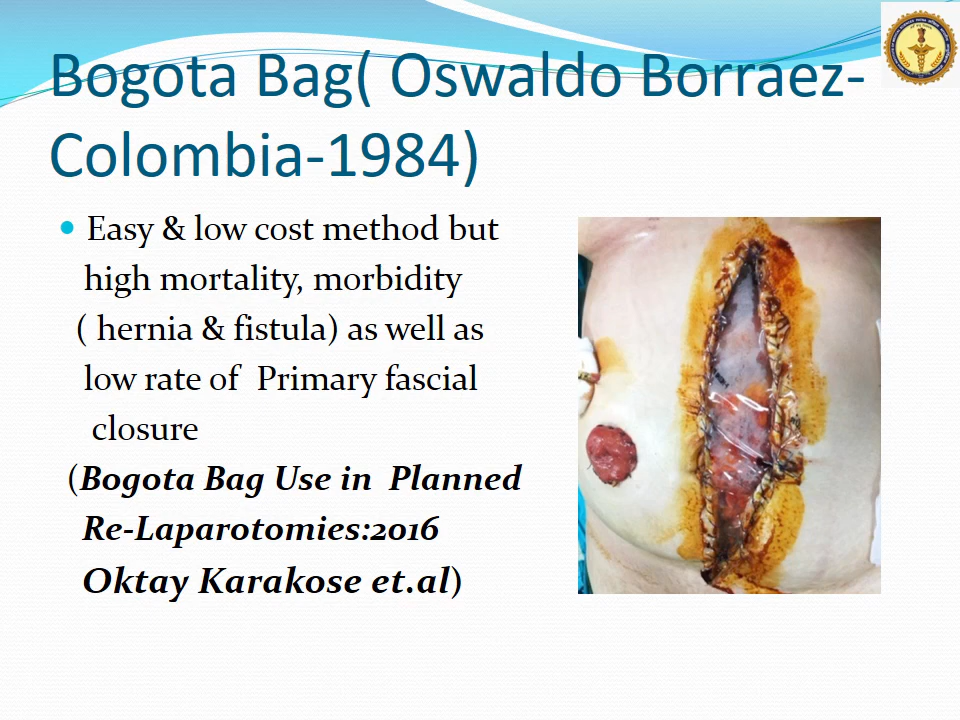 Bogota Bag( Oswaldo Borraez-
Colombia-1984)
Easy & low cost method but
high mortality, morbidity
( hernia & fistula) as well as
low rate of Primary fascial
closure
(Bogota Bag Use in Planned
Re-Laparotomies:2016
Oktay Karakose et.al)